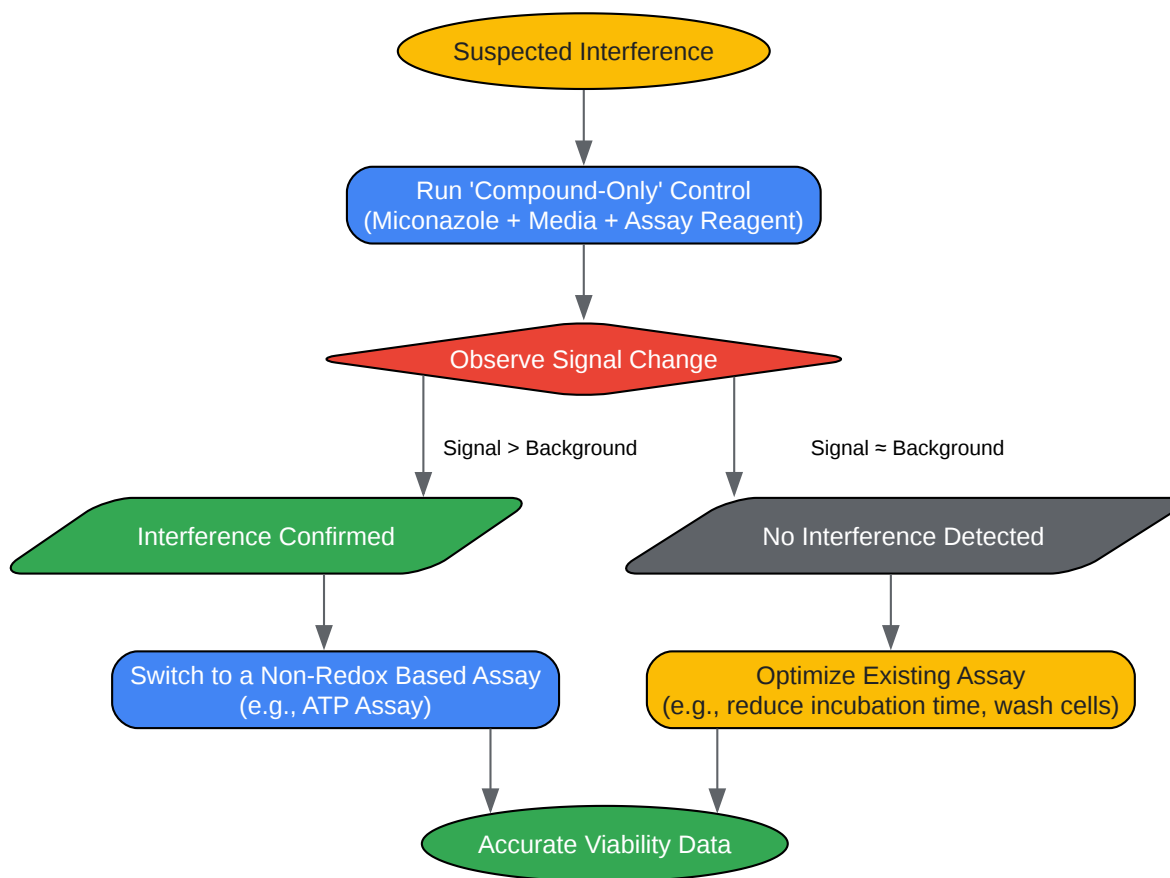 Suspected Interference
Run 'Compound-Only' Control
(Miconazole + Media + Assay Reagent)
Observe Signal Change
Signal > Background
Signal ≈ Background
Interference Confirmed
No Interference Detected
Switch to a Non-Redox Based Assay
(e.g., ATP Assay)
Optimize Existing Assay
(e.g., reduce incubation time, wash cells)
Accurate Viability Data